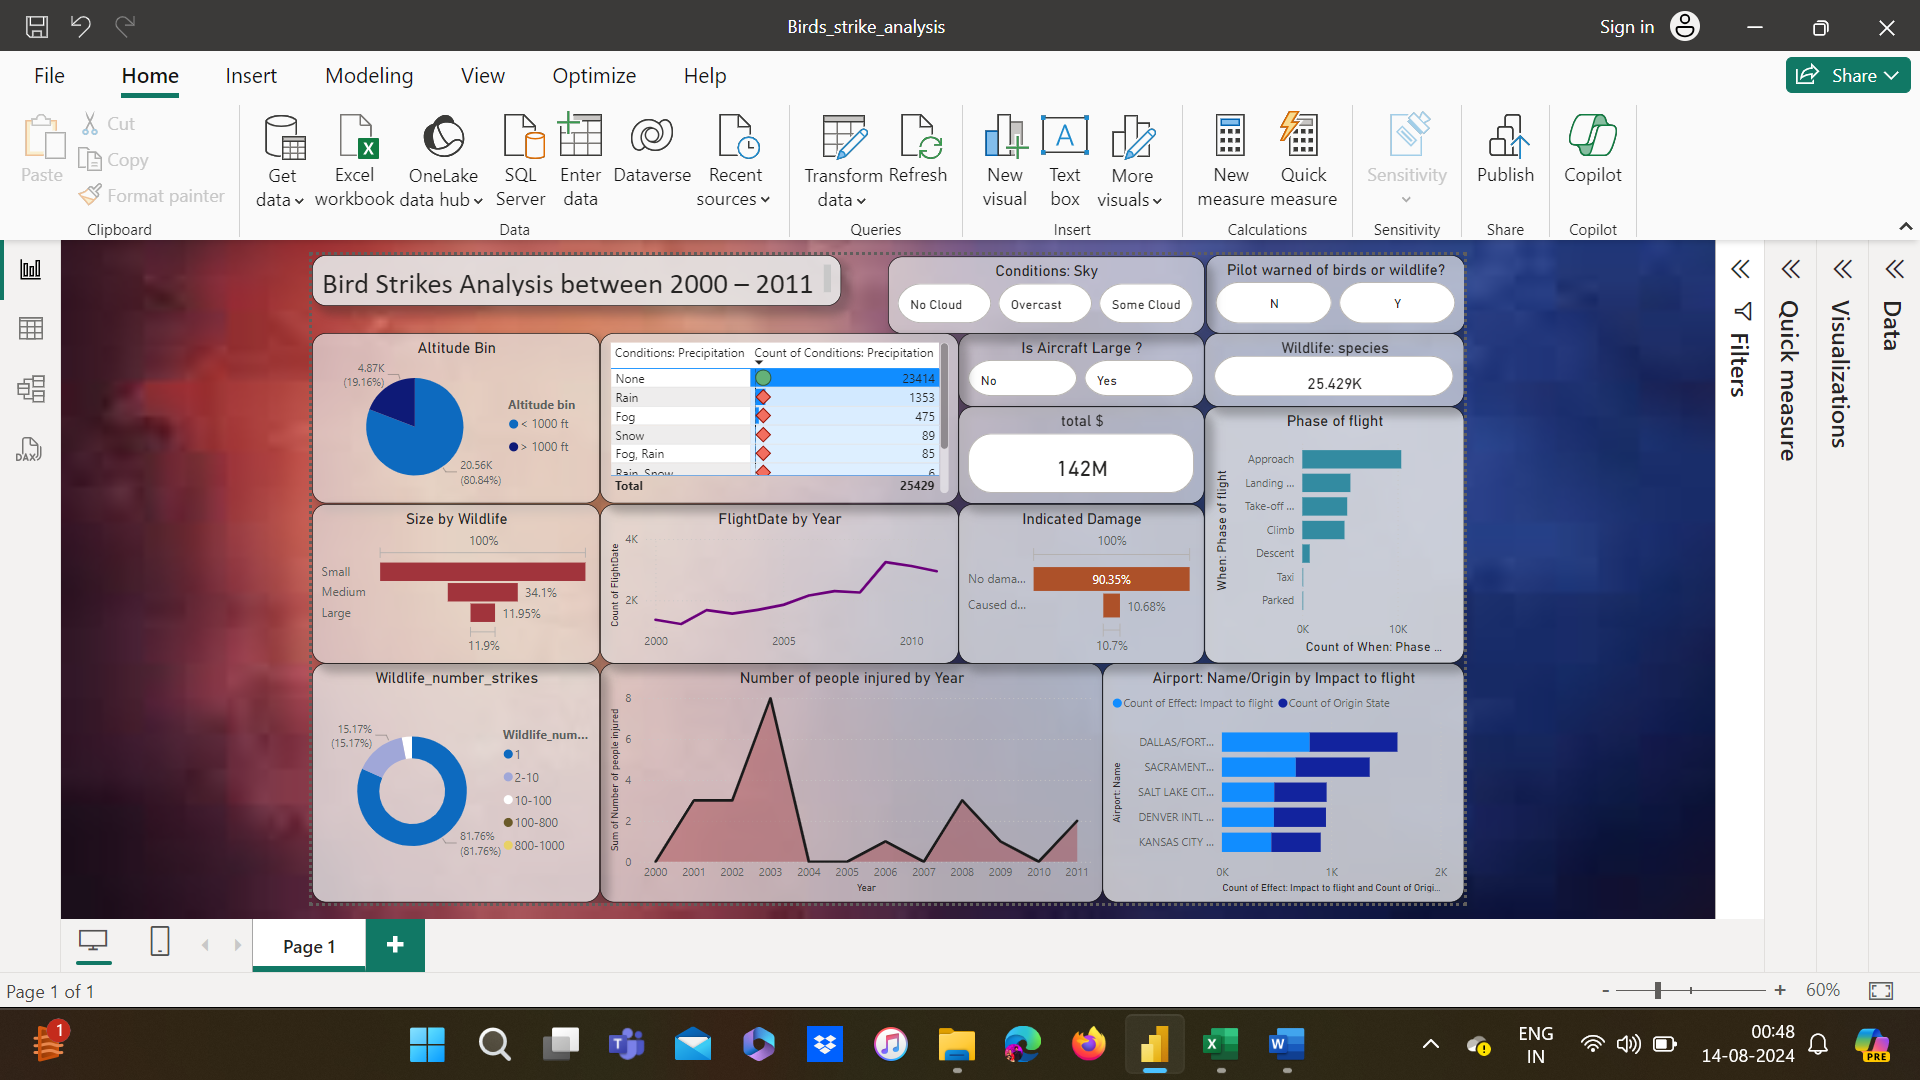 Birds_strike_analysis
Sign in
File Home Insert Modeling View Optimize Help
Share
Paste
Cut
Copy
Format painter
Clipboard
Get data
Excel workbook
OneLake data hub
SQL Server
Enter data
Dataverse
Recent sources
Data
Transform data
Refresh
Queries
New visual
Text box
More visuals
Insert
New measure
Quick measure
Calculations
Sensitivity
Sensitivity
Publish
Share
Copilot
Copilot
Bird Strikes Analysis between 2000 – 2011
Conditions: Sky
No Cloud
Overcast
Some Cloud
Pilot warned of birds or wildlife?
N
Y
Altitude Bin
4.87K
(19.16%)
20.56K
(80.84%)
Altitude bin
< 1000 ft
> 1000 ft
Conditions: Precipitation Count of Conditions: Precipitation
None 23414
Rain 1353
Fog 475
Snow 89
Fog, Rain 85
Rain, Snow 6
Total 25429
Is Aircraft Large ?
No
Yes
Wildlife: species
25.429K
total $
142M
Phase of flight
When: Phase of flight
Approach
Landing ...
Take-off ...
Climb
Descent
Taxi
Parked
0K 10K
Count of When: Phase ...
Size by Wildlife
100%
Small
Medium 34.1%
Large 11.95%
11.9%
FlightDate by Year
Count of FlightDate
4K
2K
2000 2005 2010
Indicated Damage
100%
No dama... 90.35%
Caused d... 10.68%
10.7%
Wildlife_number_strikes
15.17%
(15.17%)
81.76%
(81.76%)
Wildlife_num...
1
2-10
10-100
100-800
800-1000
Number of people injured by Year
Sum of Number of people injured
8
6
4
2
0
2000 2001 2002 2003 2004 2005 2006 2007 2008 2009 2010 2011
Year
Airport: Name/Origin by Impact to flight
Count of Effect: Impact to flight Count of Origin State
Airport: Name
DALLAS/FORT...
SACRAMENT...
SALT LAKE CIT...
DENVER INTL ...
KANSAS CITY ...
0K 1K 2K
Count of Effect: Impact to flight and Count of Origi...
Filters
Quick measure
Visualizations
Data
DAX
Page 1
Page 1 of 1
- + 60%
1
ENG
IN
00:48
14-08-2024
PRE